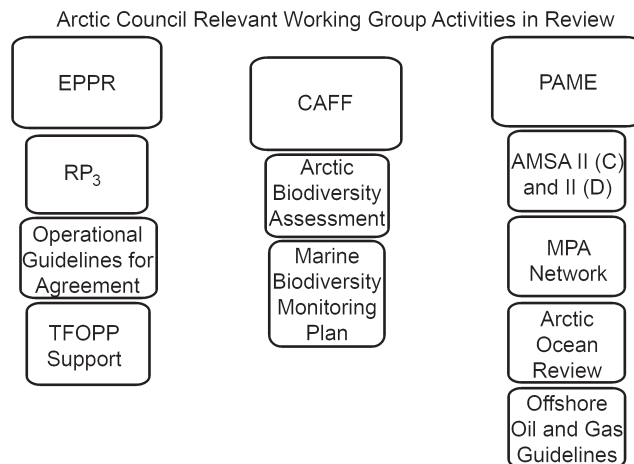 Arctic Council Relevant Working Group Activities in Review
EPPR
RP₃
Operational
Guidelines for
Agreement
TFOPP
Support
CAFF
Arctic
Biodiversity
Assessment
Marine
Biodiversity
Monitoring
Plan
PAME
AMSA II (C)
and II (D)
MPA
Network
Arctic
Ocean
Review
Offshore
Oil and Gas
Guidelines